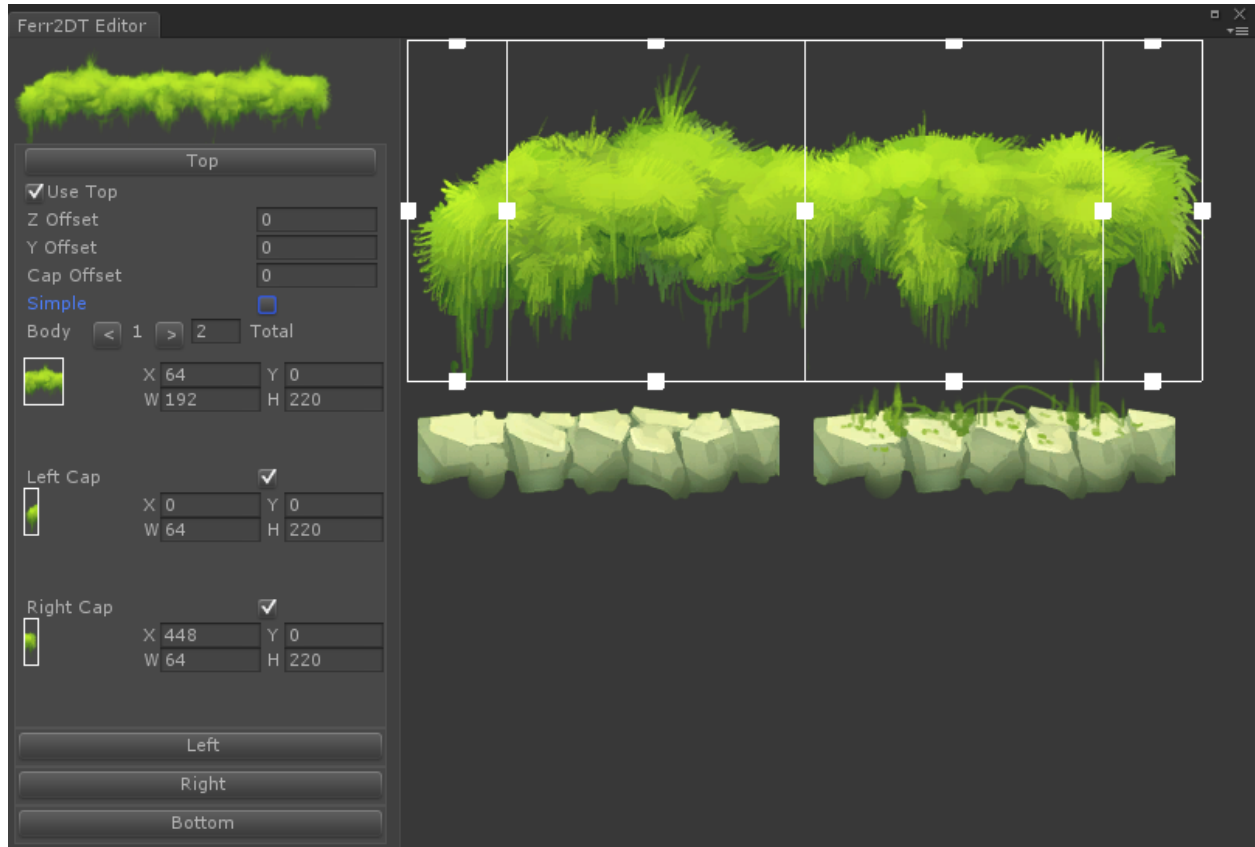 Ferr2DT Editor
Top
Use Top
Z Offset 0
Y Offset 0
Cap Offset 0
Simple
Body < 1 > 2 Total
X 64 Y 0
W 192 H 220
Left Cap
X 0 Y 0
W 64 H 220
Right Cap
X 448 Y 0
W 64 H 220
Left
Right
Bottom